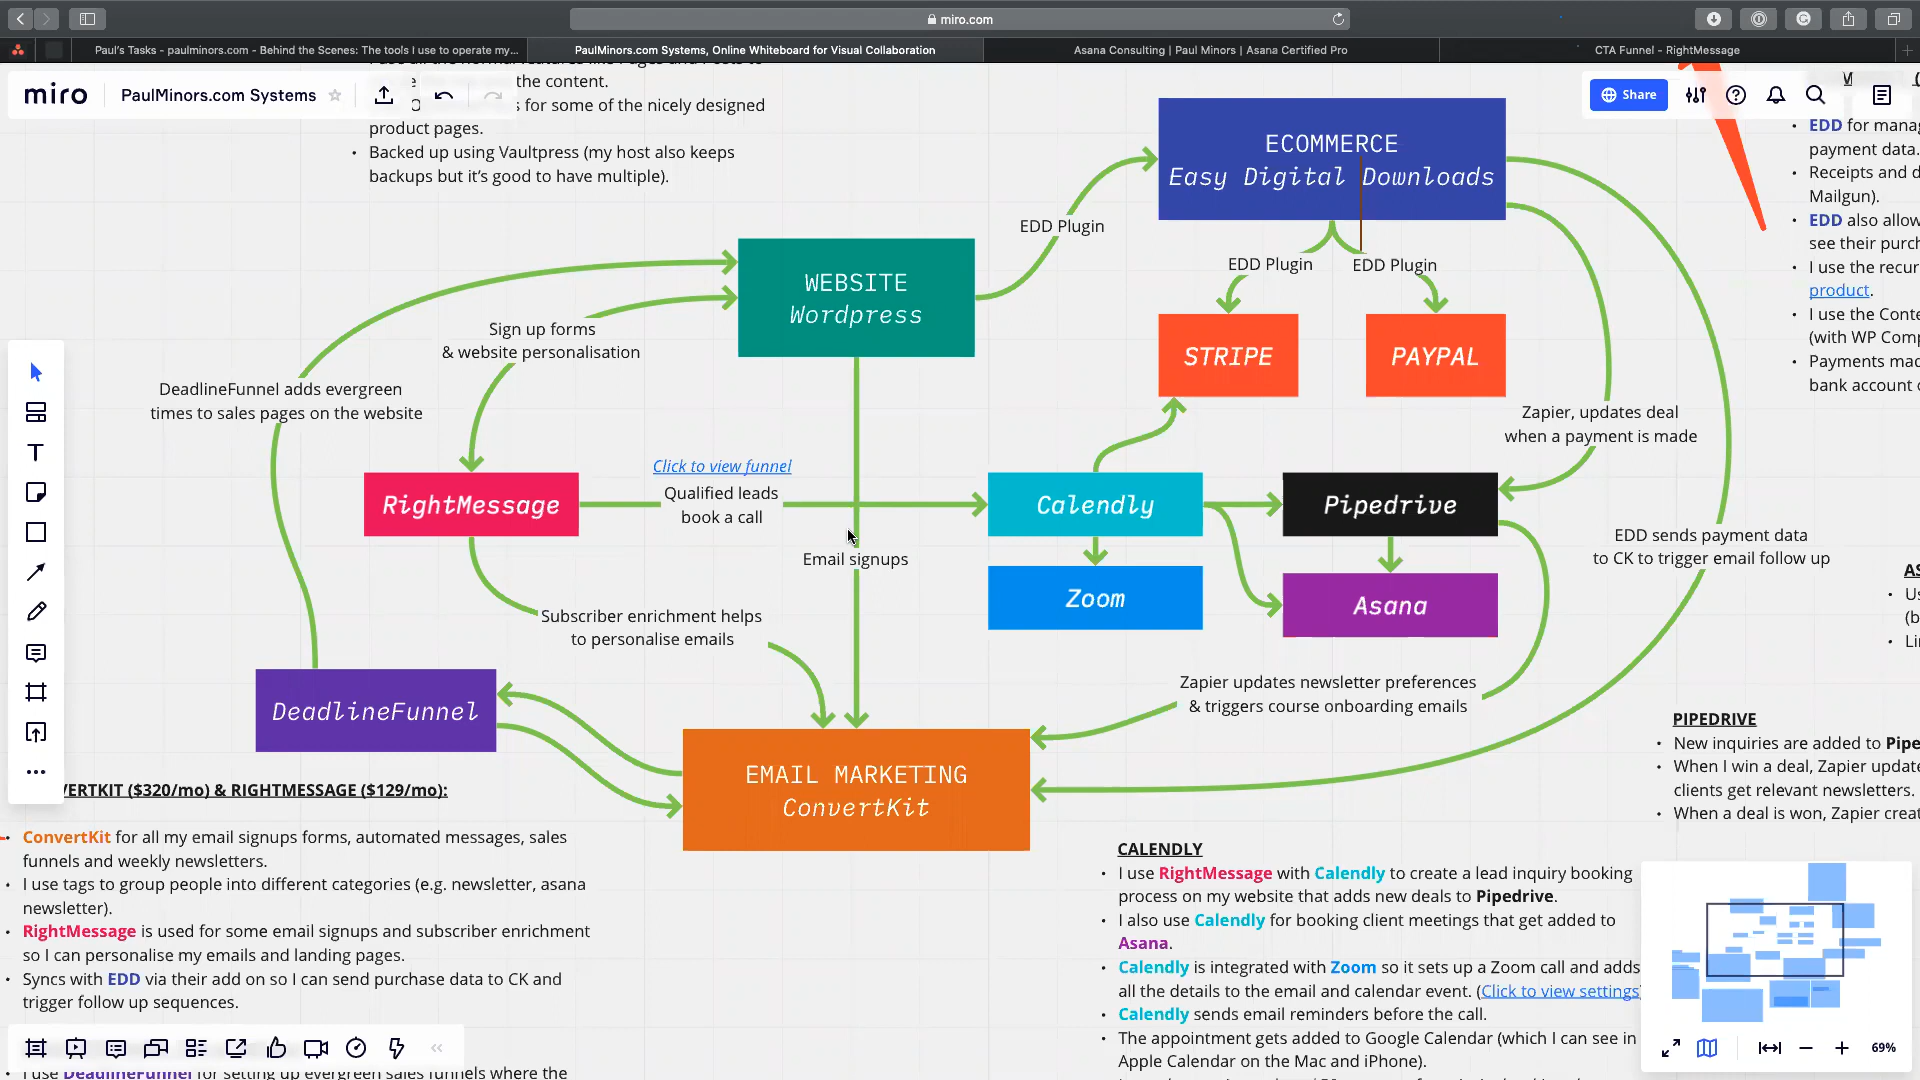 miro.com
Paul's Tasks - paulminors.com - Behind the Scenes: The tools I use to operate my...
PaulMinors.com Systems, Online Whiteboard for Visual Collaboration
Asana Consulting | Paul Minors | Asana Certified Pro
CTA Funnel - RightMessage
miro
PaulMinors.com Systems
Share
the content.
s for some of the nicely designed
product pages.
• Backed up using Vaultpress (my host also keeps
backups but it's good to have multiple).
ECOMMERCE
Easy Digital Downloads
EDD Plugin
EDD Plugin
EDD Plugin
WEBSITE
Wordpress
STRIPE
PAYPAL
Sign up forms
& website personalisation
DeadlineFunnel adds evergreen
times to sales pages on the website
Zapier, updates deal
when a payment is made
Click to view funnel
Qualified leads
book a call
RightMessage
Calendly
Pipedrive
Email signups
EDD sends payment data
to CK to trigger email follow up
Zoom
Asana
Subscriber enrichment helps
to personalise emails
DeadlineFunnel
Zapier updates newsletter preferences
& triggers course onboarding emails
EMAIL MARKETING
ConvertKit
• EDD for manag
payment data.
• Receipts and d
Mailgun).
• EDD also allow
see their purch
• I use the recur
product.
• I use the Conte
(with WP Comp
• Payments mad
bank account o
AS
• Us
(b
• Li
PIPEDRIVE
• New inquiries are added to Pipe
• When I win a deal, Zapier update
clients get relevant newsletters.
• When a deal is won, Zapier creat
VERTKIT ($320/mo) & RIGHTMESSAGE ($129/mo):
• ConvertKit for all my email signups forms, automated messages, sales
funnels and weekly newsletters.
• I use tags to group people into different categories (e.g. newsletter, asana
newsletter).
• RightMessage is used for some email signups and subscriber enrichment
so I can personalise my emails and landing pages.
• Syncs with EDD via their add on so I can send purchase data to CK and
trigger follow up sequences.
• I use DeadlineFunnel for setting up evergreen sales funnels where the
CALENDLY
• I use RightMessage with Calendly to create a lead inquiry booking
process on my website that adds new deals to Pipedrive.
• I also use Calendly for booking client meetings that get added to
Asana.
• Calendly is integrated with Zoom so it sets up a Zoom call and adds
all the details to the email and calendar event. (Click to view settings
• Calendly sends email reminders before the call.
• The appointment gets added to Google Calendar (which I can see in
Apple Calendar on the Mac and iPhone).
69%